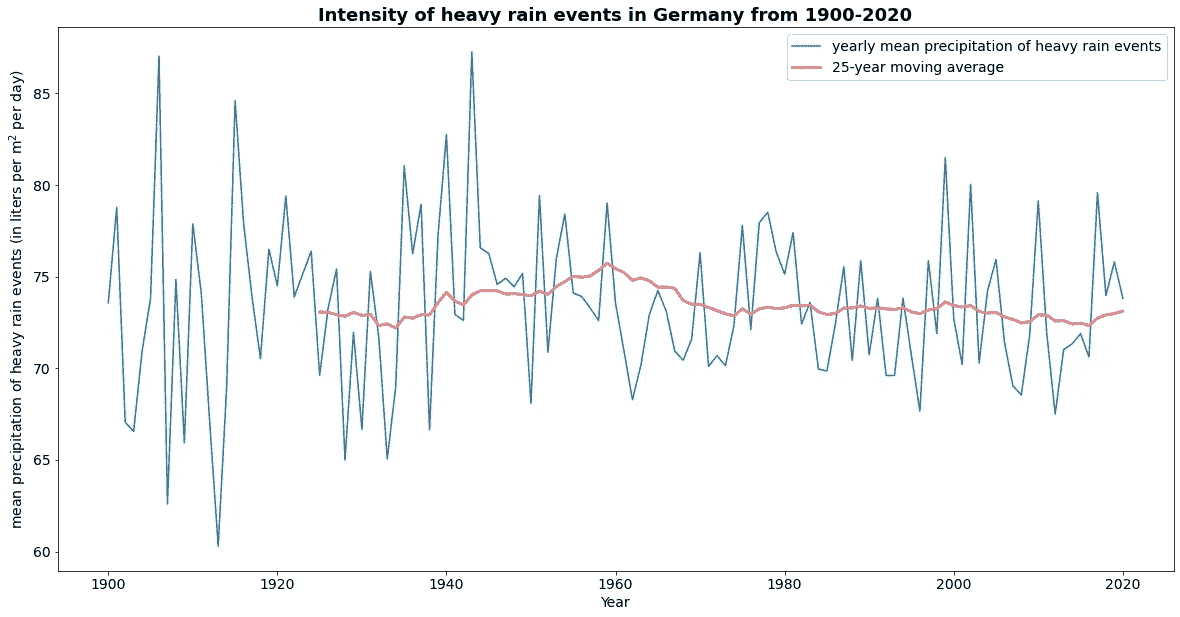 Intensity of heavy rain events in Germany from 1900-2020
yearly mean precipitation of heavy rain events
25-year moving average
mean precipitation of heavy rain events (in liters per m² per day)
85
80
75
70
65
60
1900 1920 1940 1960 1980 2000 2020
Year